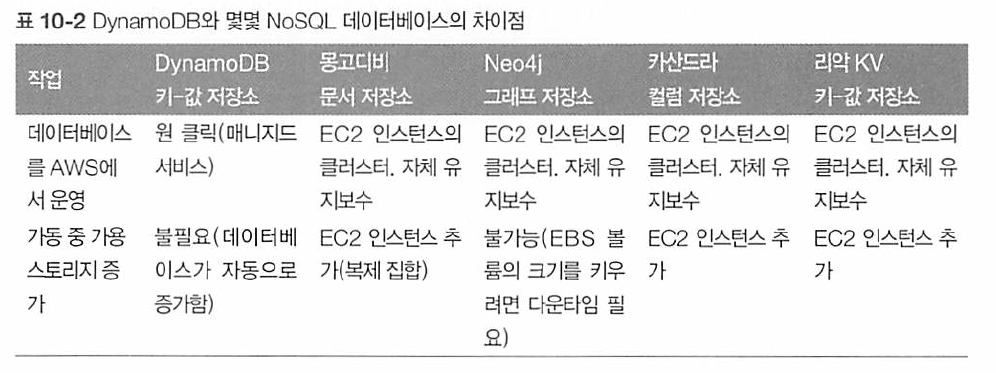 표 10-2 DynamoDB와 몇몇 NoSQL 데이터베이스의 차이점
작업 DynamoDB 키-값 저장소 몽고디비 문서 저장소 Neo4j 그래프 저장소 카산드라 컬럼 저장소 리악 KV 키-값 저장소
데이터베이스 원 클릭(매니지드 EC2 인스턴스의 EC2 인스턴스의 EC2 인스턴스의 EC2 인스턴스의
를 AWS에 서비스) 클러스터. 자체 유 클러스터. 자체 유 클러스터. 자체 유 클러스터. 자체 유
서 운영 지보수 지보수 지보수 지보수
가동 중 가용 불필요(데이터베 EC2 인스턴스 추 불가능(EBS 볼 EC2 인스턴스 추 EC2 인스턴스 추
스토리지 증 이스가 자동으로 가(복제 집합) 륨의 크기를 키우 가 가
가 증가함) 려면 다운타임 필
요)